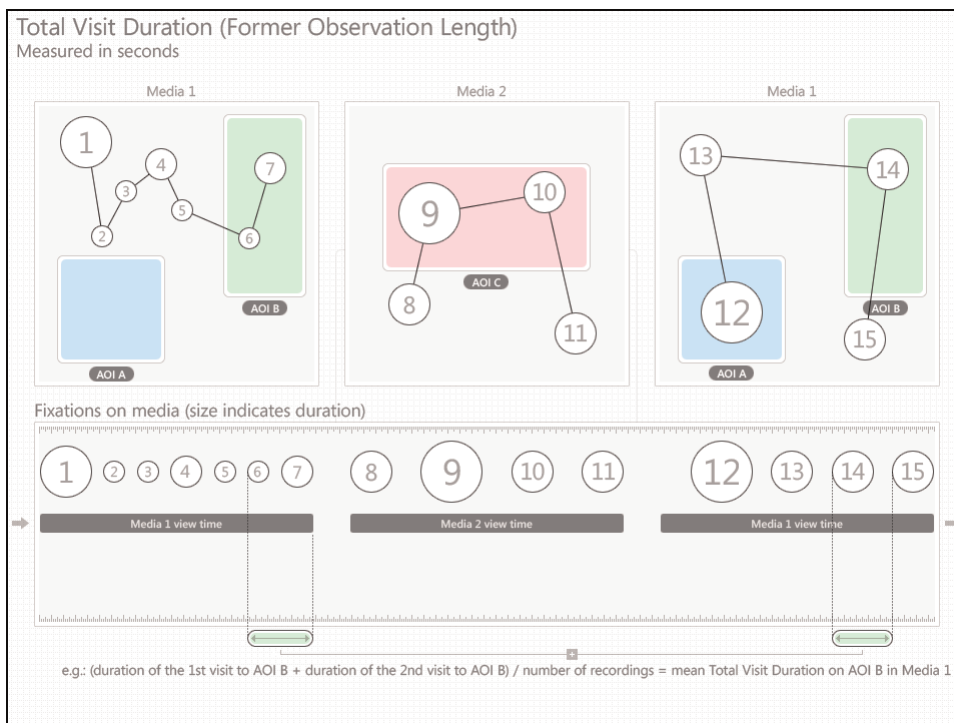 Total Visit Duration (Former Observation Length)
Measured in seconds
Media 1
Media 2
Media 1
1
2
3
4
5
6
7
AOI A
AOI B
8
9
10
11
AOI C
12
13
14
15
AOI A
AOI B
Fixations on media (size indicates duration)
1 2 3 4 5 6 7 8 9 10 11 12 13 14 15
Media 1 view time
Media 2 view time
Media 1 view time
e.g.: (duration of the 1st visit to AOI B + duration of the 2nd visit to AOI B) / number of recordings = mean Total Visit Duration on AOI B in Media 1